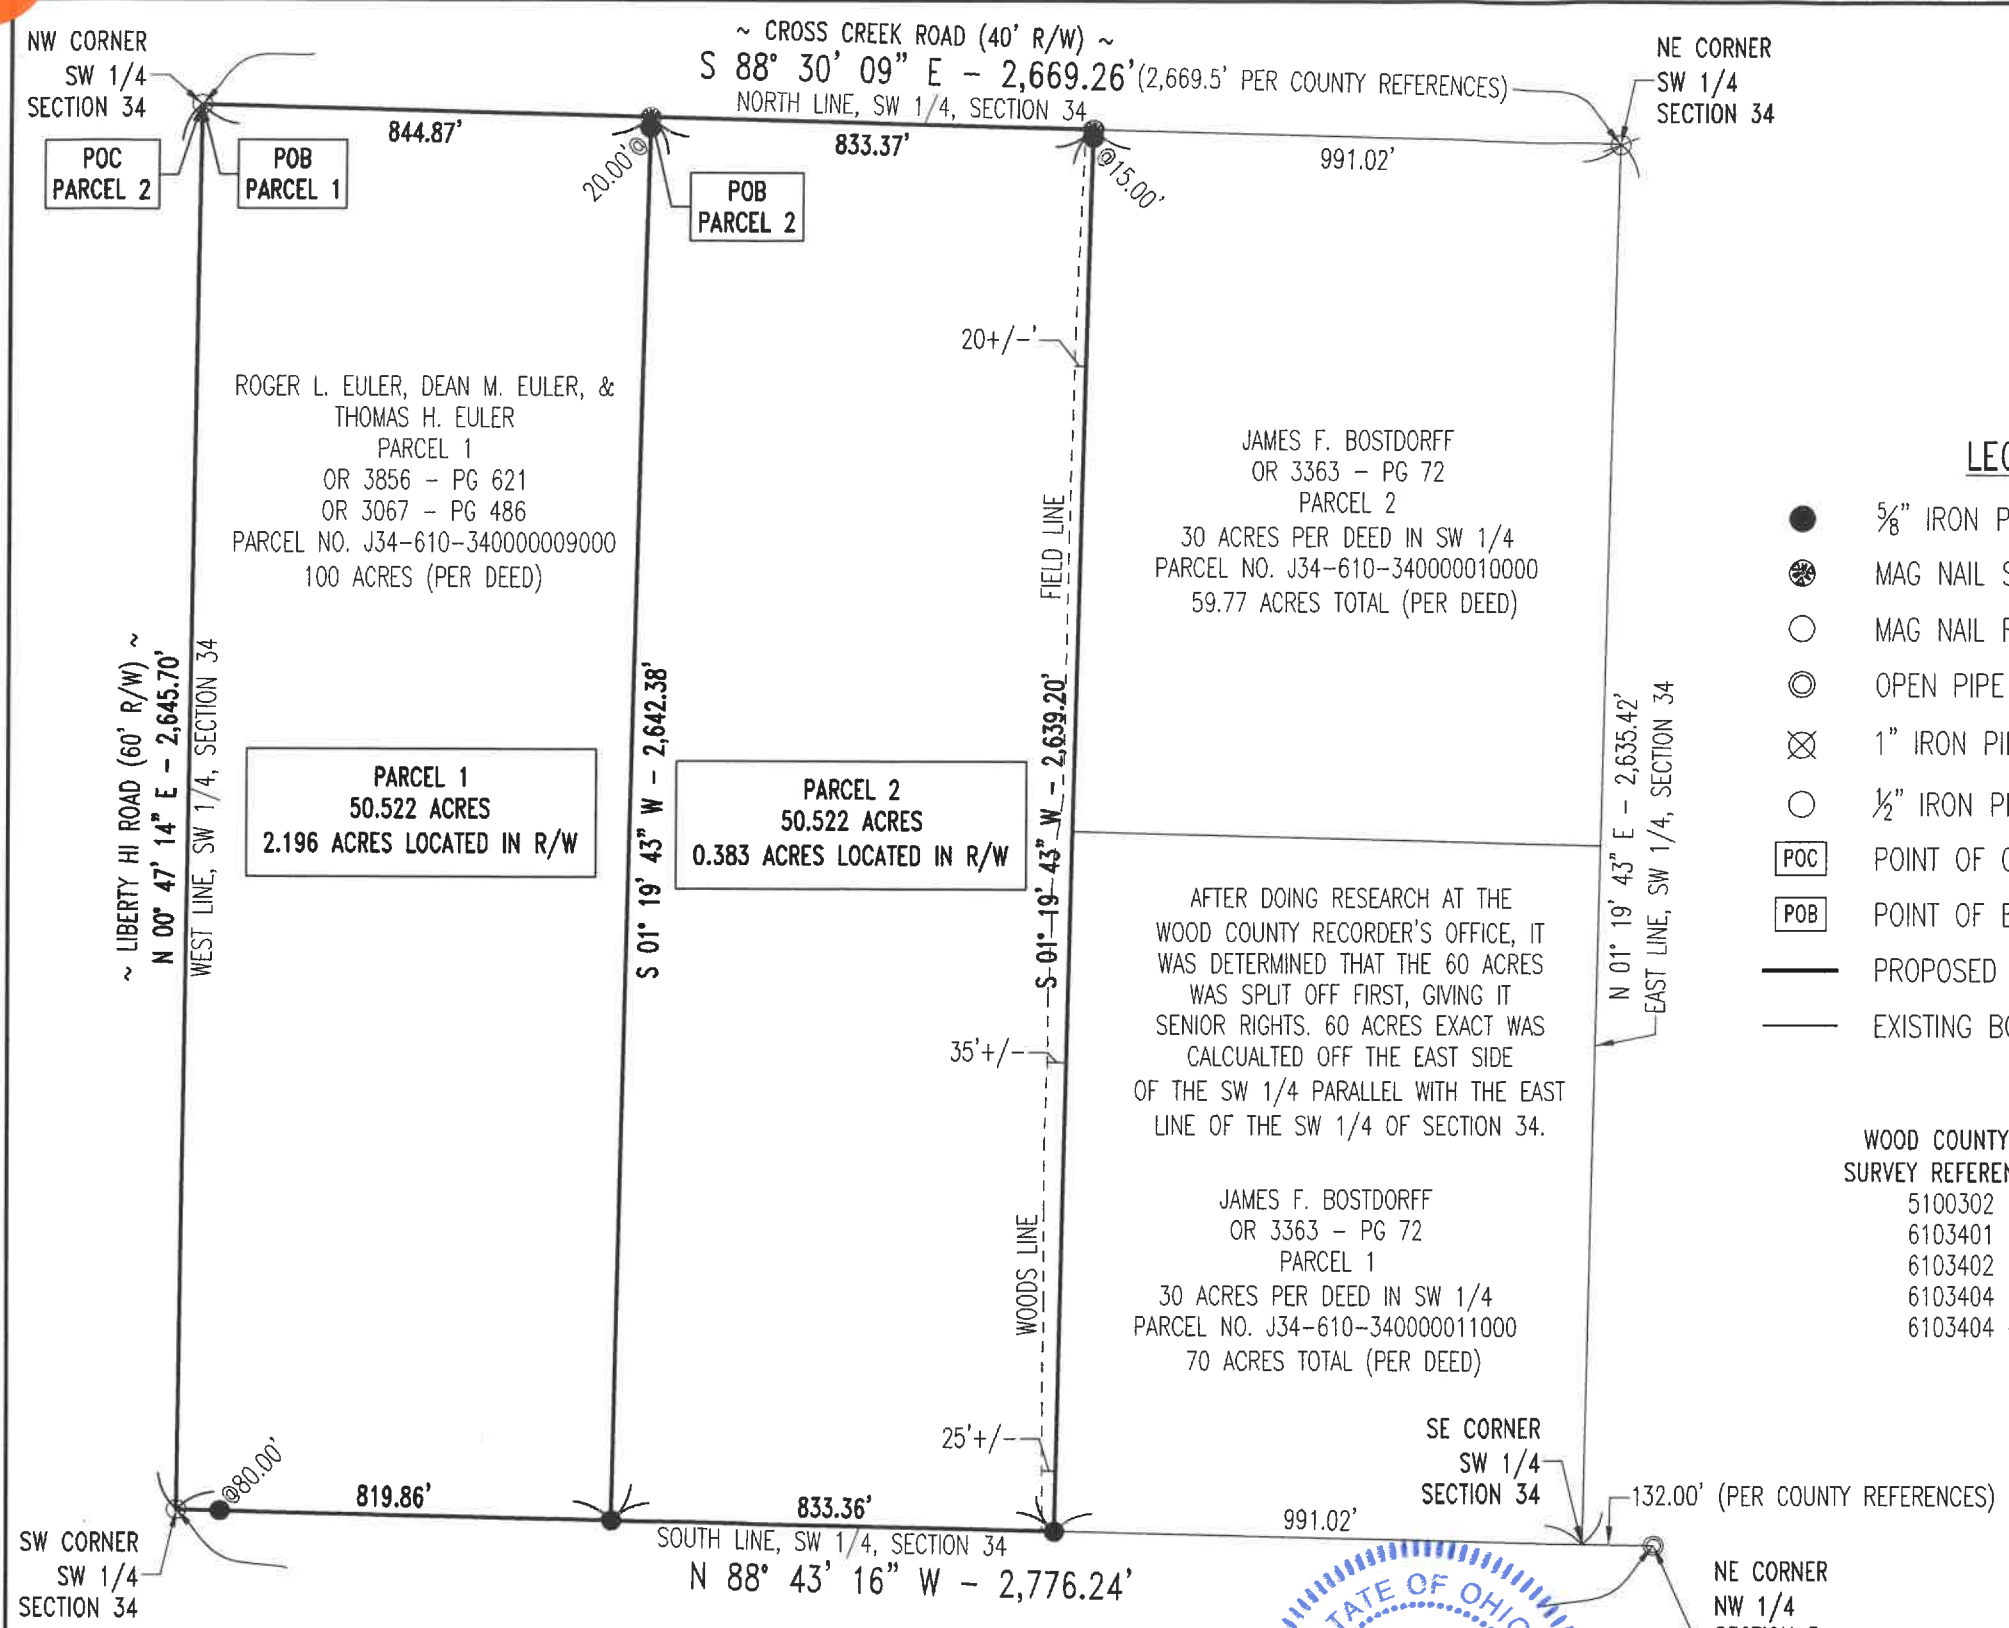 ~ CROSS CREEK ROAD (40' R/W) ~
S 88° 30' 09" E - 2,669.26' (2,669.5' PER COUNTY REFERENCES)
NORTH LINE, SW 1/4, SECTION 34
NW CORNER
SW 1/4
SECTION 34
NE CORNER
SW 1/4
SECTION 34
844.87'
833.37'
991.02'
POC
PARCEL 2
POB
PARCEL 1
20.00'@
POB
PARCEL 2
@15.00'
20+/-'
ROGER L. EULER, DEAN M. EULER, &
THOMAS H. EULER
PARCEL 1
OR 3856 - PG 621
OR 3067 - PG 486
PARCEL NO. J34-610-340000009000
100 ACRES (PER DEED)
JAMES F. BOSTDORFF
OR 3363 - PG 72
PARCEL 2
30 ACRES PER DEED IN SW 1/4
PARCEL NO. J34-610-340000010000
59.77 ACRES TOTAL (PER DEED)
FIELD LINE
~ LIBERTY HI ROAD (60' R/W) ~
N 00° 47' 14" E - 2,645.70'
WEST LINE, SW 1/4, SECTION 34
PARCEL 1
50.522 ACRES
2.196 ACRES LOCATED IN R/W
S 01° 19' 43" W - 2,642.38'
PARCEL 2
50.522 ACRES
0.383 ACRES LOCATED IN R/W
S 01° 19' 43" W - 2,639.20'
N 01° 19' 43" E - 2,635.42'
EAST LINE, SW 1/4, SECTION 34
AFTER DOING RESEARCH AT THE
WOOD COUNTY RECORDER'S OFFICE, IT
WAS DETERMINED THAT THE 60 ACRES
WAS SPLIT OFF FIRST, GIVING IT
SENIOR RIGHTS. 60 ACRES EXACT WAS
CALCUALTED OFF THE EAST SIDE
OF THE SW 1/4 PARALLEL WITH THE EAST
LINE OF THE SW 1/4 OF SECTION 34.
35'+/-
WOODS LINE
JAMES F. BOSTDORFF
OR 3363 - PG 72
PARCEL 1
30 ACRES PER DEED IN SW 1/4
PARCEL NO. J34-610-340000011000
70 ACRES TOTAL (PER DEED)
25'+/-
SE CORNER
SW 1/4
SECTION 34
132.00' (PER COUNTY REFERENCES)
@80.00'
819.86'
833.36'
991.02'
SOUTH LINE, SW 1/4, SECTION 34
N 88° 43' 16" W - 2,776.24'
SW CORNER
SW 1/4
SECTION 34
NE CORNER
NW 1/4
STATE OF OHIO
⅝" IRON P
MAG NAIL S
MAG NAIL F
OPEN PIPE
1" IRON PI
½" IRON PI
POC POINT OF C
POB POINT OF B
PROPOSED
EXISTING BO
WOOD COUNTY
SURVEY REFEREN
5100302
6103401
6103402
6103404
6103404